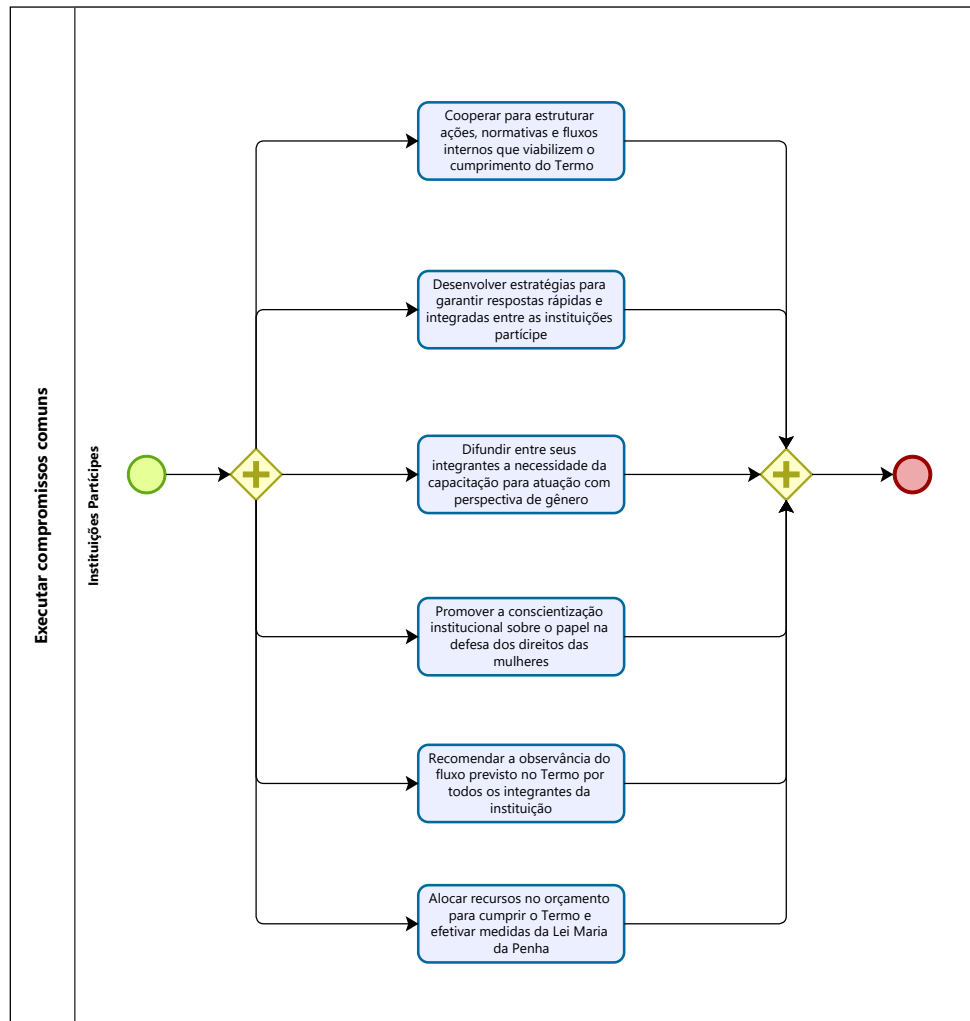 Executar compromissos comuns
Instituições Partícipes
Cooperar para estruturar
ações, normativas e fluxos
internos que viabilizem o
cumprimento do Termo
Desenvolver estratégias para
garantir respostas rápidas e
integradas entre as instituições
partícipe
Difundir entre seus
integrantes a necessidade da
capacitação para atuação com
perspectiva de gênero
Promover a conscientização
institucional sobre o papel na
defesa dos direitos das
mulheres
Recomendar a observância do
fluxo previsto no Termo por
todos os integrantes da
instituição
Alocar recursos no orçamento
para cumprir o Termo e
efetivar medidas da Lei Maria
da Penha